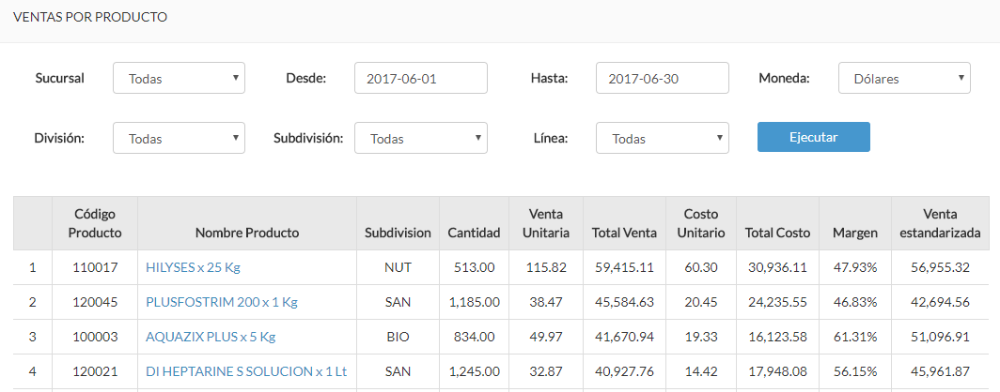 VENTAS POR PRODUCTO
Sucursal Todas Desde: 2017-06-01 Hasta: 2017-06-30 Moneda: Dólares
División: Todas Subdivisión: Todas Línea: Todas Ejecutar
Código Producto Nombre Producto Subdivision Cantidad Venta Unitaria Total Venta Costo Unitario Total Costo Margen Venta estandarizada
1 110017 HILYSES x 25 Kg NUT 513.00 115.82 59,415.11 60.30 30,936.11 47.93% 56,955.32
2 120045 PLUSFOSTRIM 200 x 1 Kg SAN 1,185.00 38.47 45,584.63 20.45 24,235.55 46.83% 42,694.56
3 100003 AQUAZIX PLUS x 5 Kg BIO 834.00 49.97 41,670.94 19.33 16,123.58 61.31% 51,096.91
4 120021 DI HEPTARINE S SOLUCION x 1 Lt SAN 1,245.00 32.87 40,927.76 14.42 17,948.08 56.15% 45,961.87